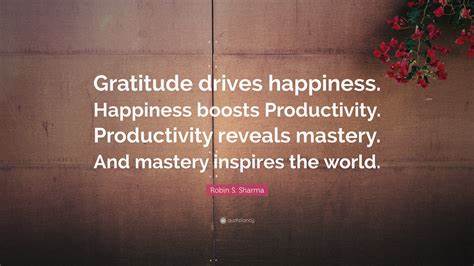 Gratitude drives happiness.
Happiness boosts Productivity.
Productivity reveals mastery.
And mastery inspires the world.
Robin S. Sharma
quotefancy